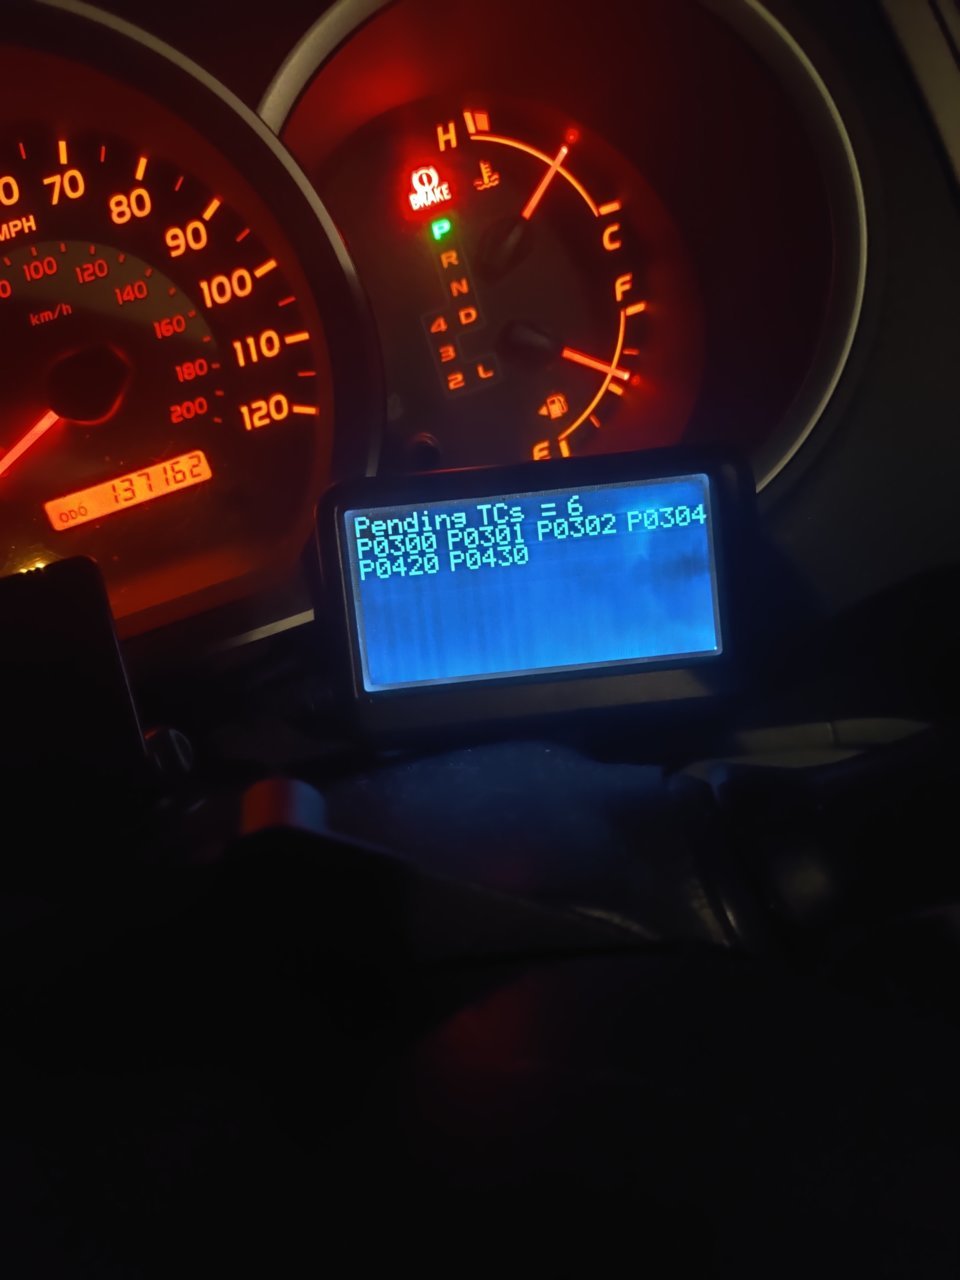 70
80
90
100
110
120
MPH
100
120
140
160
180
200
km/h
ODO 137162
H
BRAKE
P
R
N
4 D
3
2 L
C
F
E
Pending TCs = 6
P0300 P0301 P0302 P0304
P0420 P0430